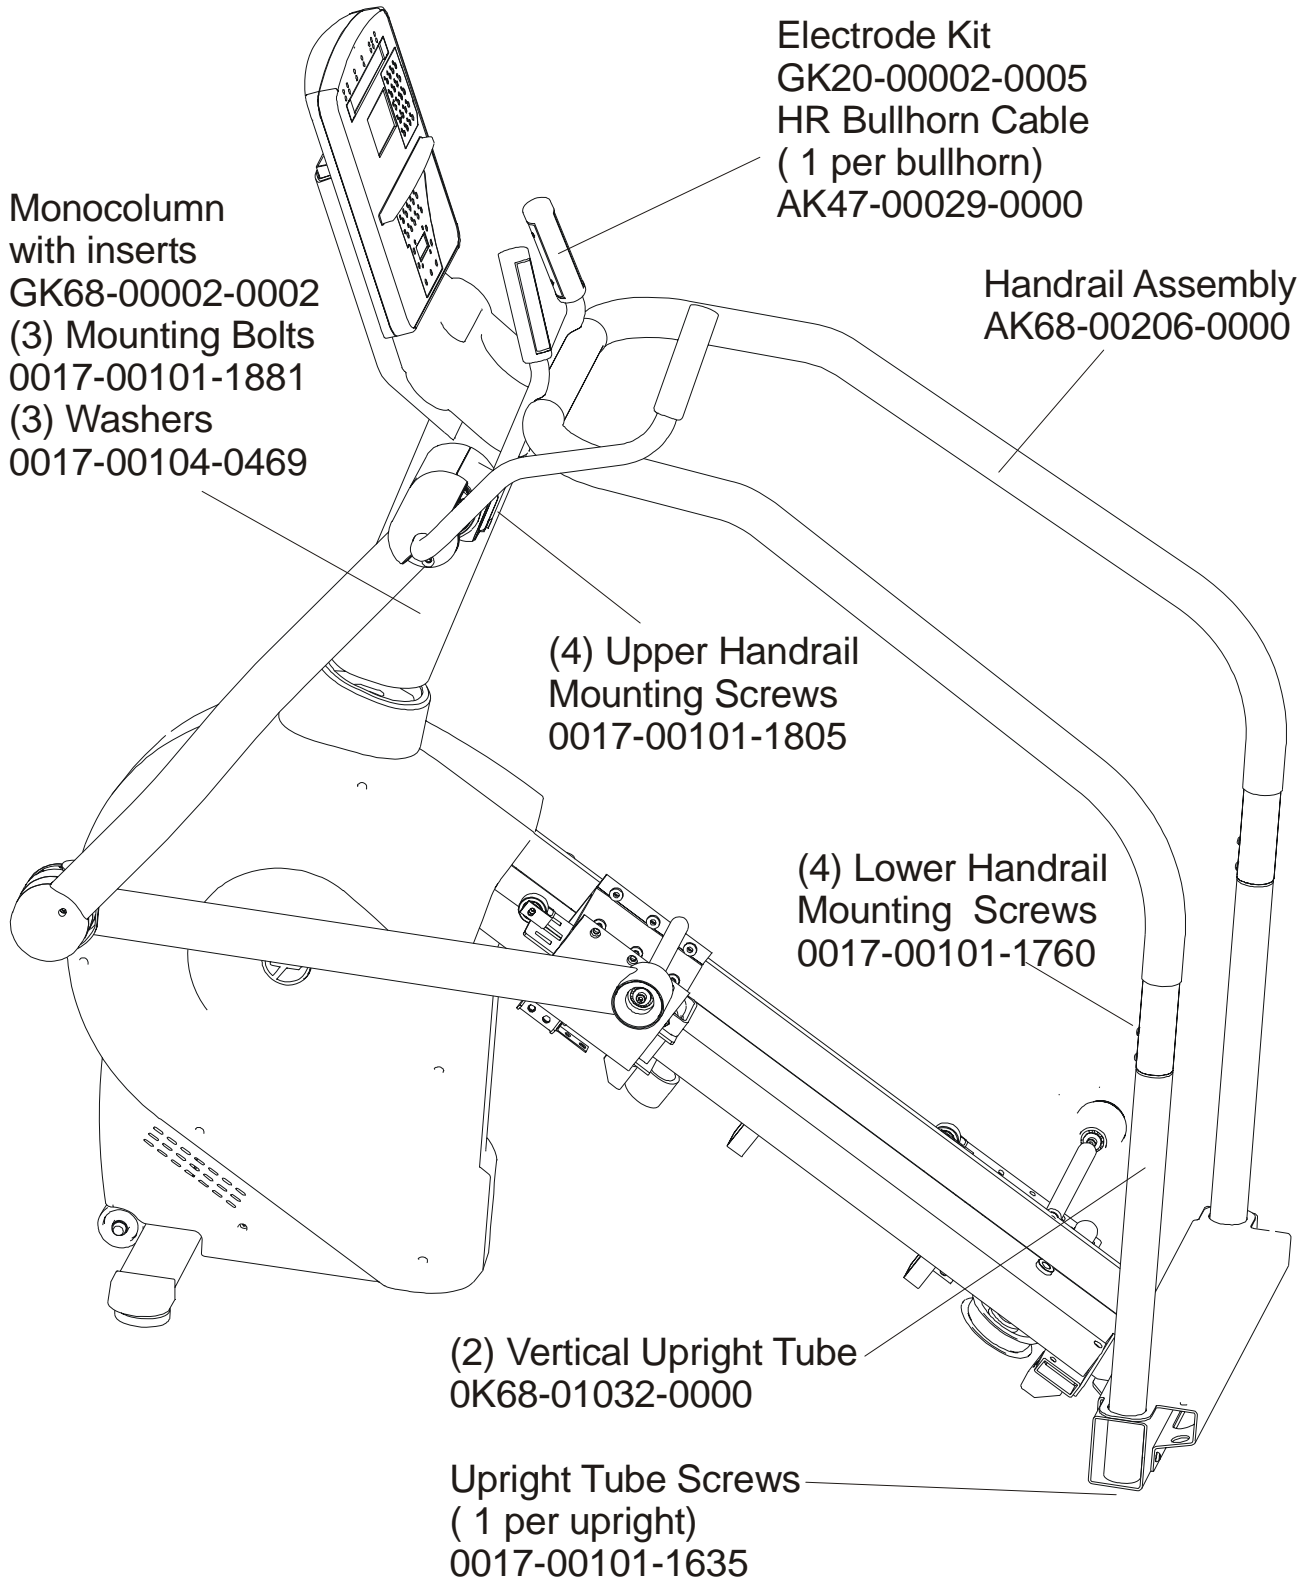 Electrode Kit
GK20-00002-0005
HR Bullhorn Cable
( 1 per bullhorn)
AK47-00029-0000
Monocolumn
with inserts
GK68-00002-0002
(3) Mounting Bolts
0017-00101-1881
(3) Washers
0017-00104-0469
Handrail Assembly
AK68-00206-0000
(4) Upper Handrail
Mounting Screws
0017-00101-1805
(4) Lower Handrail
Mounting Screws
0017-00101-1760
(2) Vertical Upright Tube
0K68-01032-0000
Upright Tube Screws
( 1 per upright)
0017-00101-1635